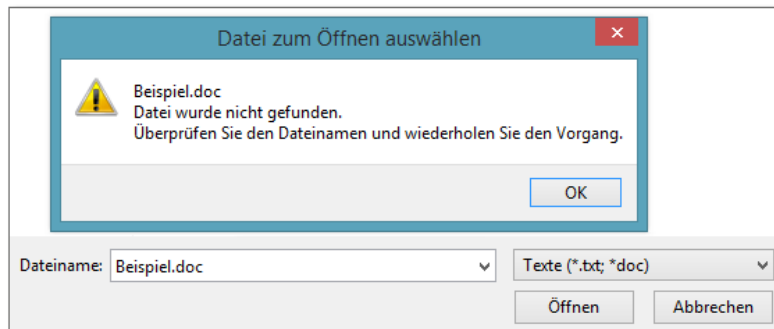 Datei zum Öffnen auswählen
Beispiel.doc
Datei wurde nicht gefunden.
Überprüfen Sie den Dateinamen und wiederholen Sie den Vorgang.
OK
Dateiname: Beispiel.doc Texte (*.txt; *doc)
Öffnen Abbrechen